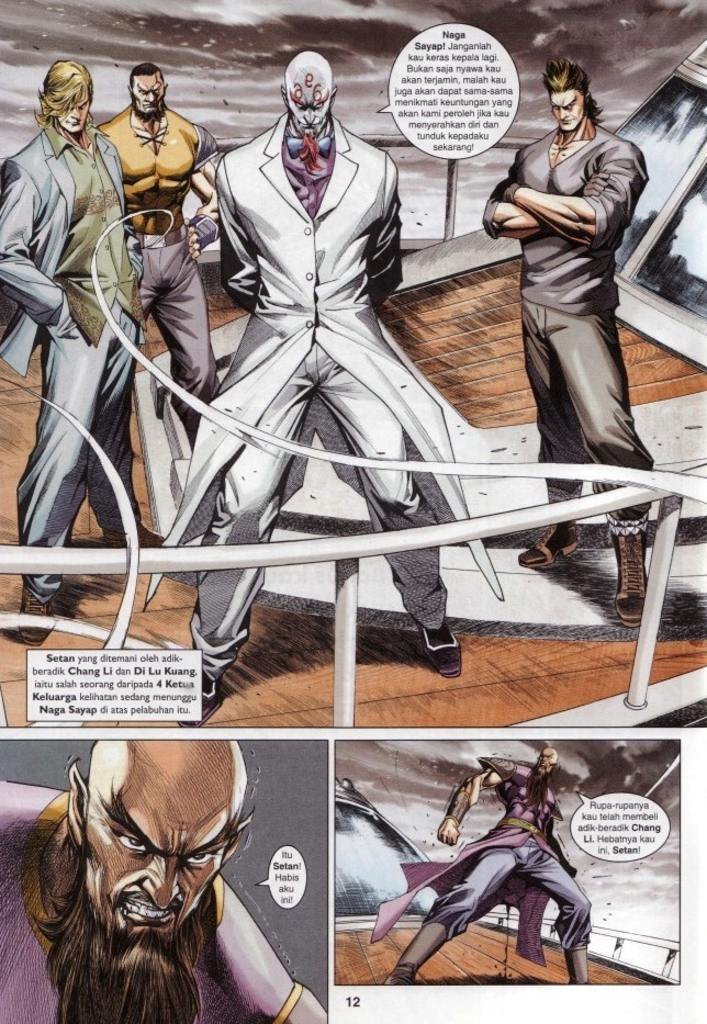 Naga
Sayap! Janganlah
kau keras kepala lagi.
Bukan saja nyawa kau
akan terjamin, malah kau
juga akan dapat sama-sama
menikmati keuntungan yang
akan kami peroleh jika kau
menyerahkan diri dan
tunduk kepadaku
sekarang!
Setan yang ditemani oleh adik-
beradik Chang Li dan Di Lu Kuang,
iaitu salah seorang daripada 4 Ketua
Keluarga kelihatan sedang menunggu
Naga Sayap di atas pelabuhan itu.
Itu
Setan!
Habis
aku
ini!
Rupa-rupanya
kau telah membeli
adik-beradik Chang
Li. Hebatnya kau
ini, Setan!
12